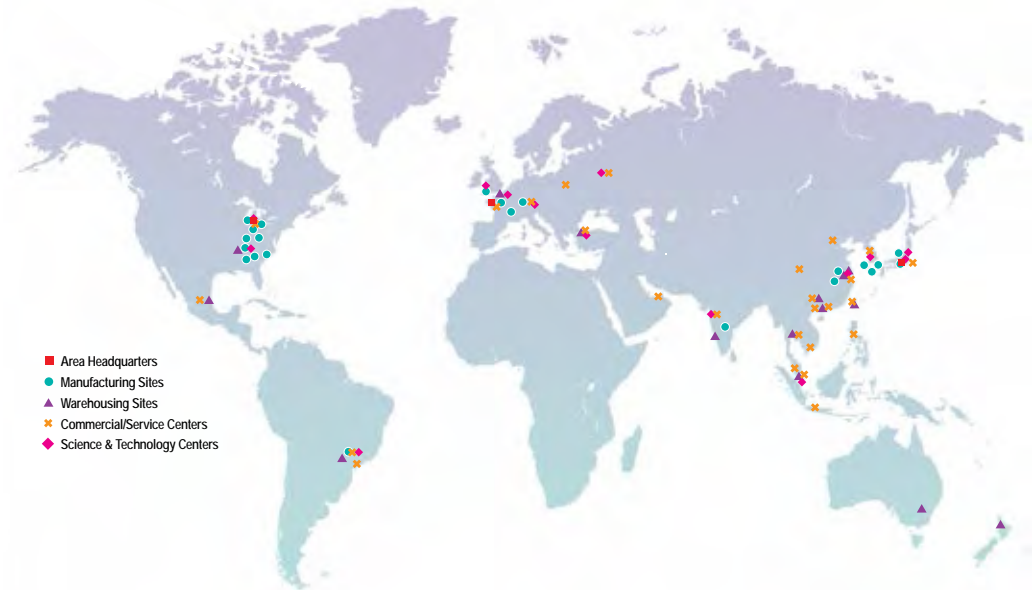 Area Headquarters
Manufacturing Sites
Warehousing Sites
Commercial/Service Centers
Science & Technology Centers